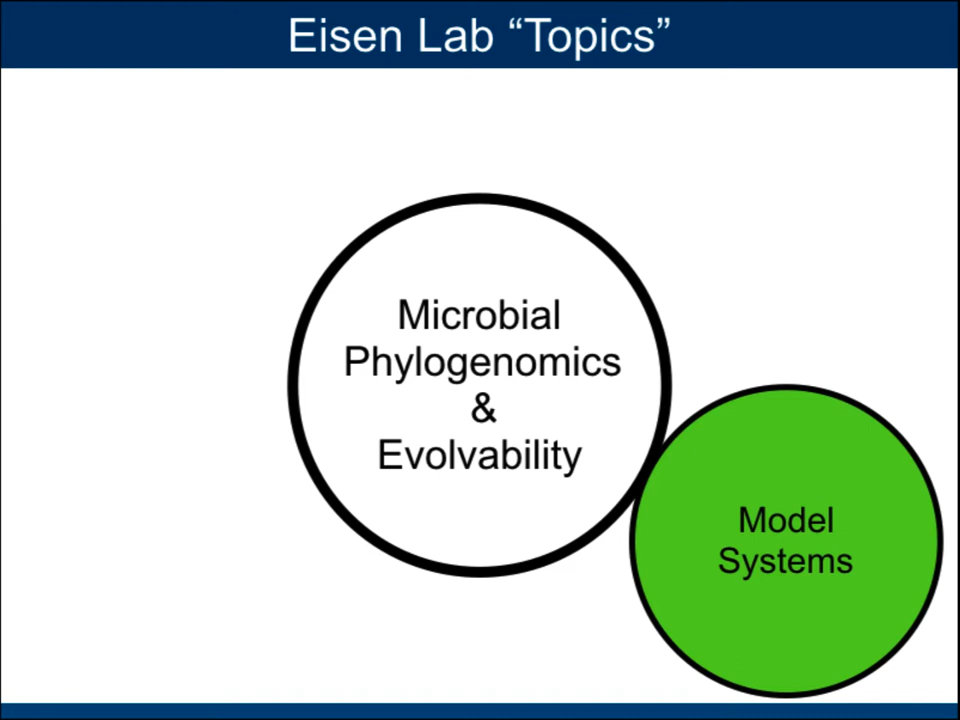 Eisen Lab “Topics”
Microbial
Phylogenomics
&
Evolvability
Model
Systems